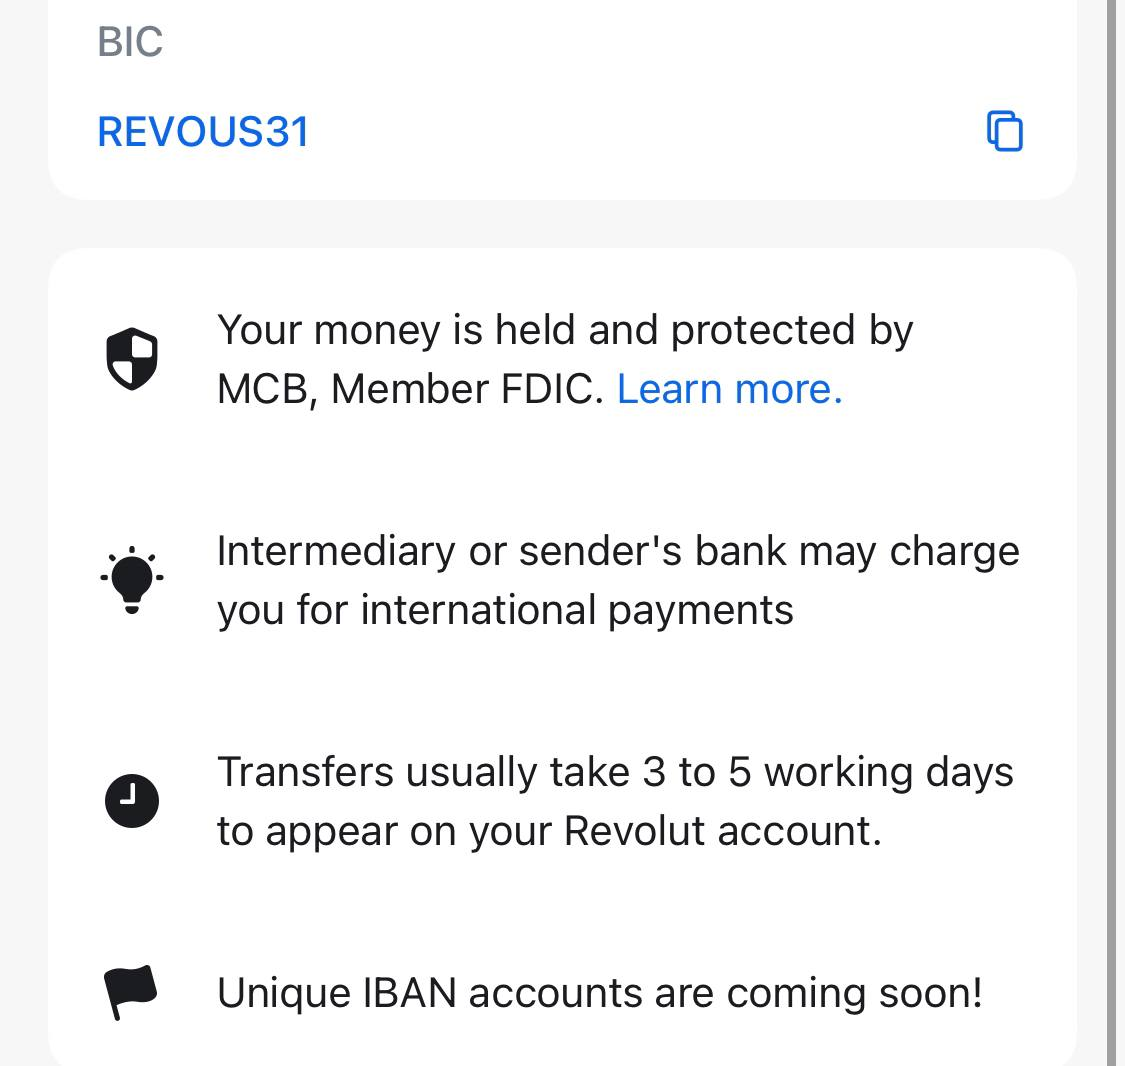 BIC
REVOUS31
Your money is held and protected by
MCB, Member FDIC. Learn more.
Intermediary or sender's bank may charge
you for international payments
Transfers usually take 3 to 5 working days
to appear on your Revolut account.
Unique IBAN accounts are coming soon!